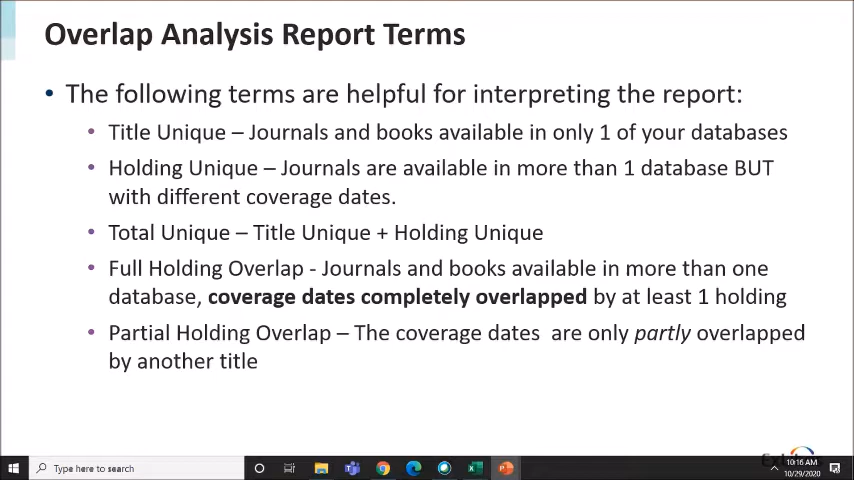 Overlap Analysis Report Terms
• The following terms are helpful for interpreting the report:
• Title Unique – Journals and books available in only 1 of your databases
• Holding Unique – Journals are available in more than 1 database BUT
with different coverage dates.
• Total Unique – Title Unique + Holding Unique
• Full Holding Overlap - Journals and books available in more than one
database, coverage dates completely overlapped by at least 1 holding
• Partial Holding Overlap – The coverage dates are only partly overlapped
by another title
Type here to search
10:16 AM
10/29/2020